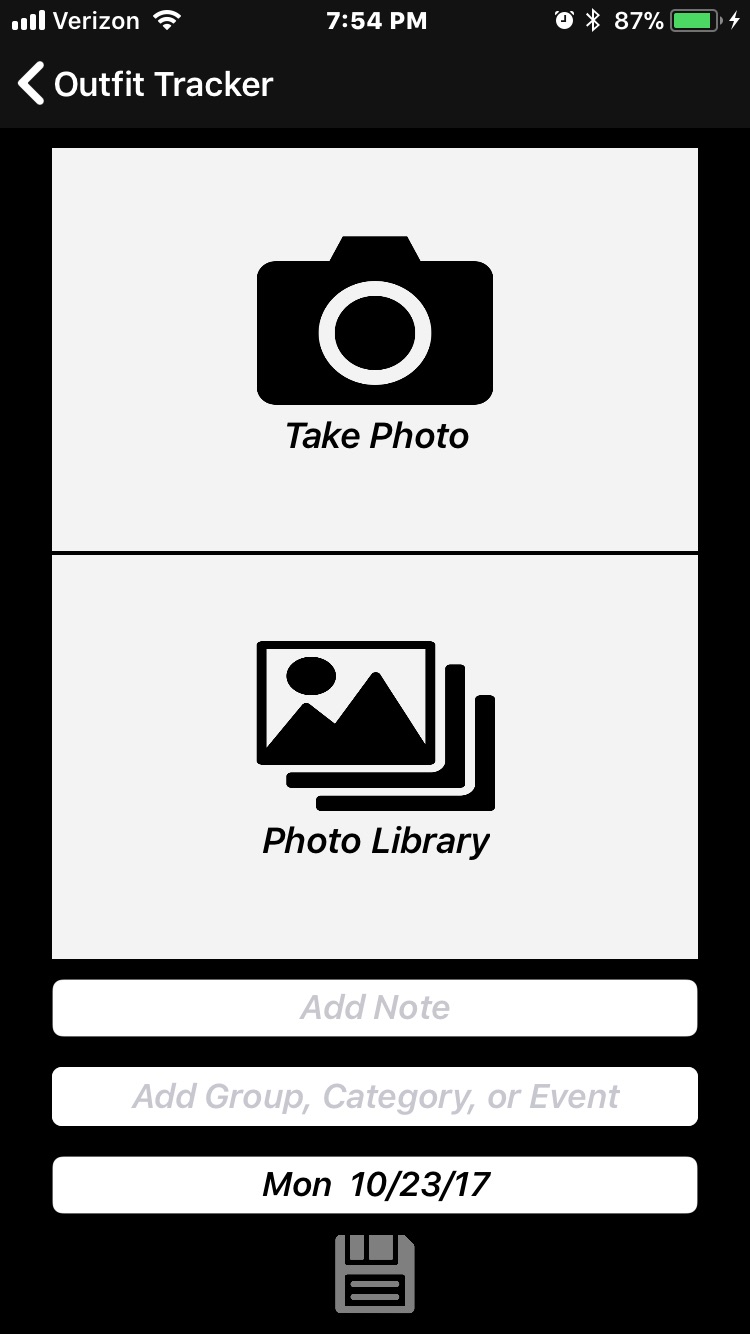 Verizon 7:54 PM 87%
Outfit Tracker
Take Photo
Photo Library
Add Note
Add Group, Category, or Event
Mon 10/23/17